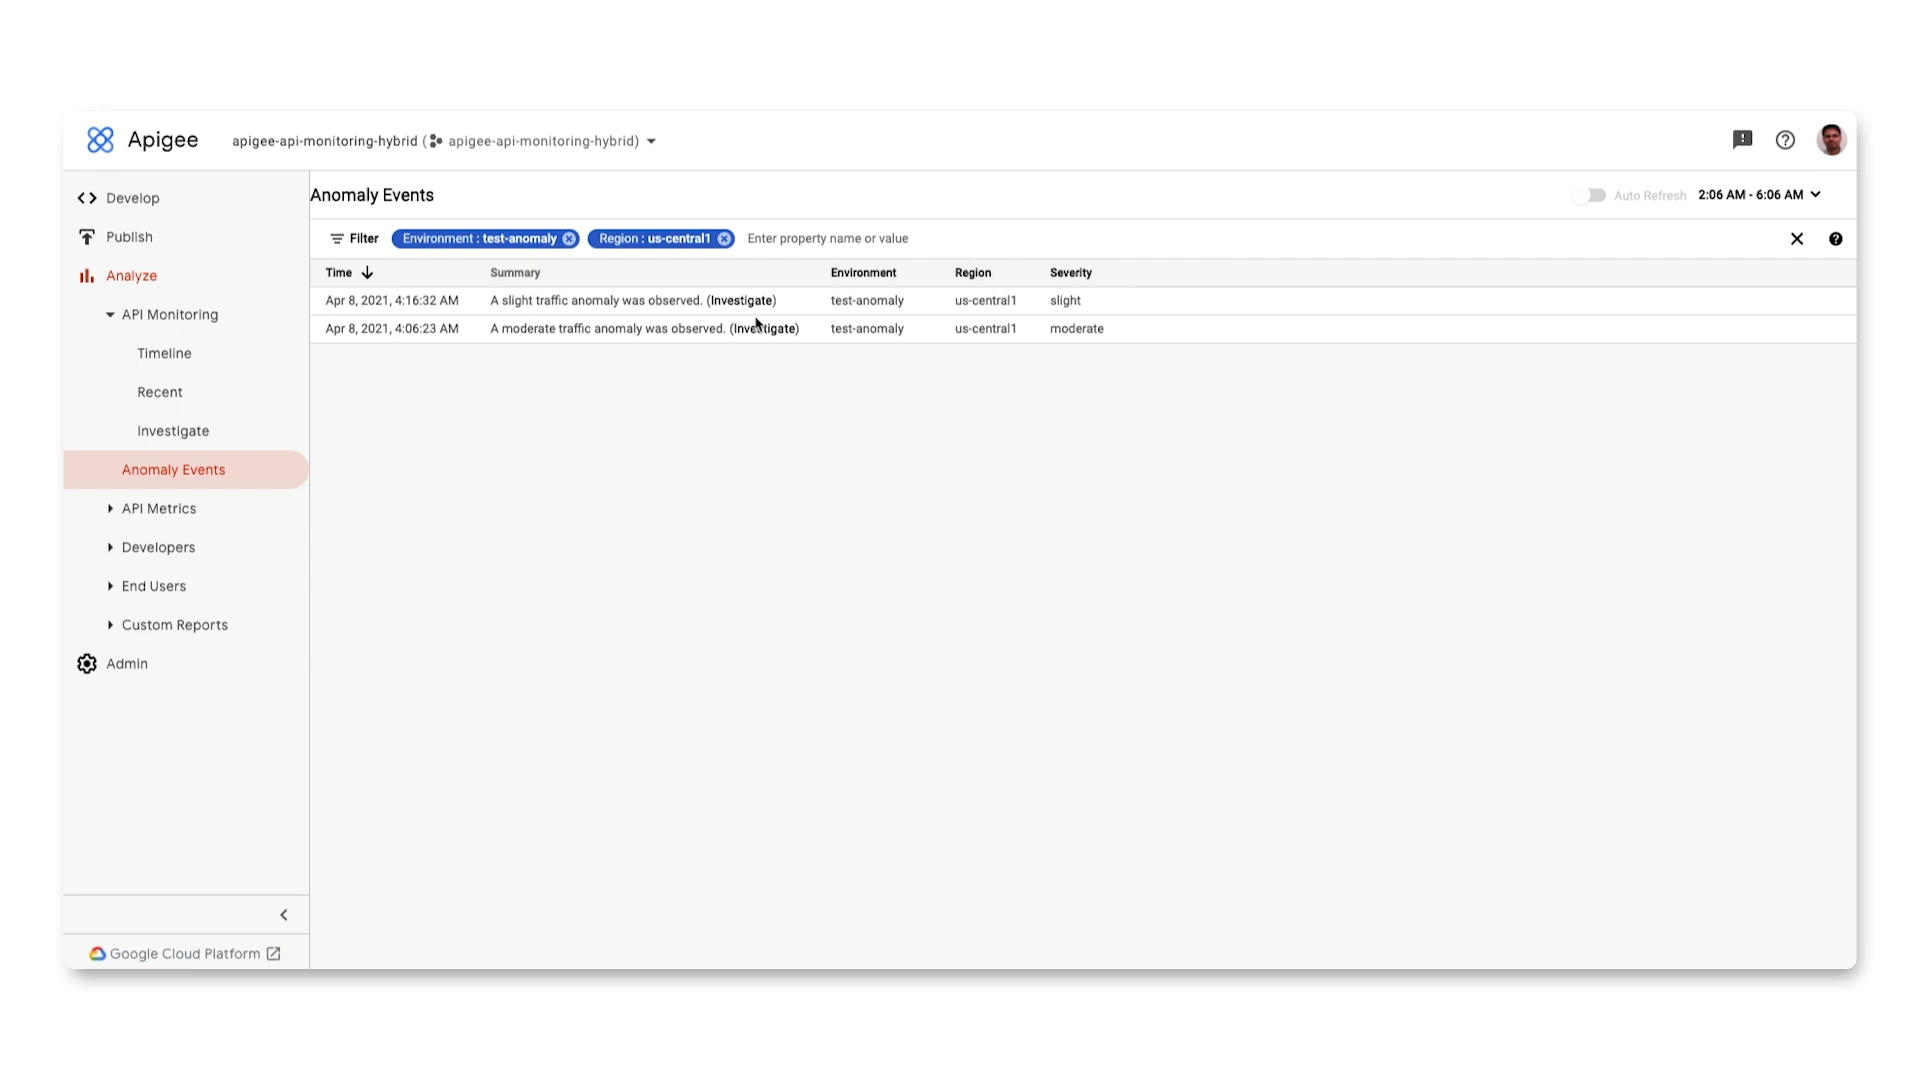 Apigee
apigee-api-monitoring-hybrid ( apigee-api-monitoring-hybrid)
Develop
Publish
Analyze
API Monitoring
Timeline
Recent
Investigate
Anomaly Events
API Metrics
Developers
End Users
Custom Reports
Admin
Google Cloud Platform
Anomaly Events
Auto Refresh 2:06 AM - 6:06 AM
Filter Environment : test-anomaly Region : us-central1 Enter property name or value
Time Summary Environment Region Severity
Apr 8, 2021, 4:16:32 AM A slight traffic anomaly was observed. (Investigate) test-anomaly us-central1 slight
Apr 8, 2021, 4:06:23 AM A moderate traffic anomaly was observed. (Investigate) test-anomaly us-central1 moderate